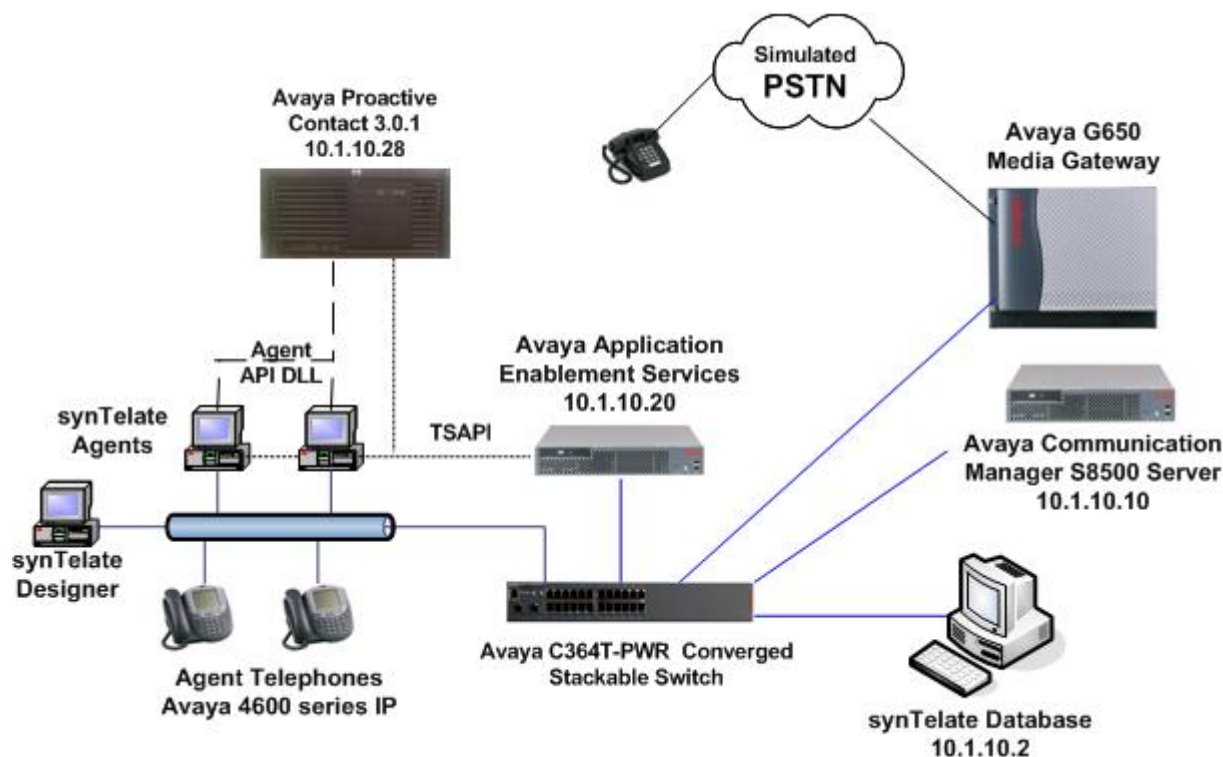 Simulated
PSTN
Avaya Proactive
Contact 3.0.1
10.1.10.28
Avaya G650
Media Gateway
Agent
API DLL
Avaya Application
Enablement Services
10.1.10.20
synTelate
Agents
TSAPI
Avaya Communication
Manager S8500 Server
10.1.10.10
synTelate
Designer
Avaya C364T-PWR Converged
Stackable Switch
Agent Telephones
Avaya 4600 series IP
synTelate Database
10.1.10.2